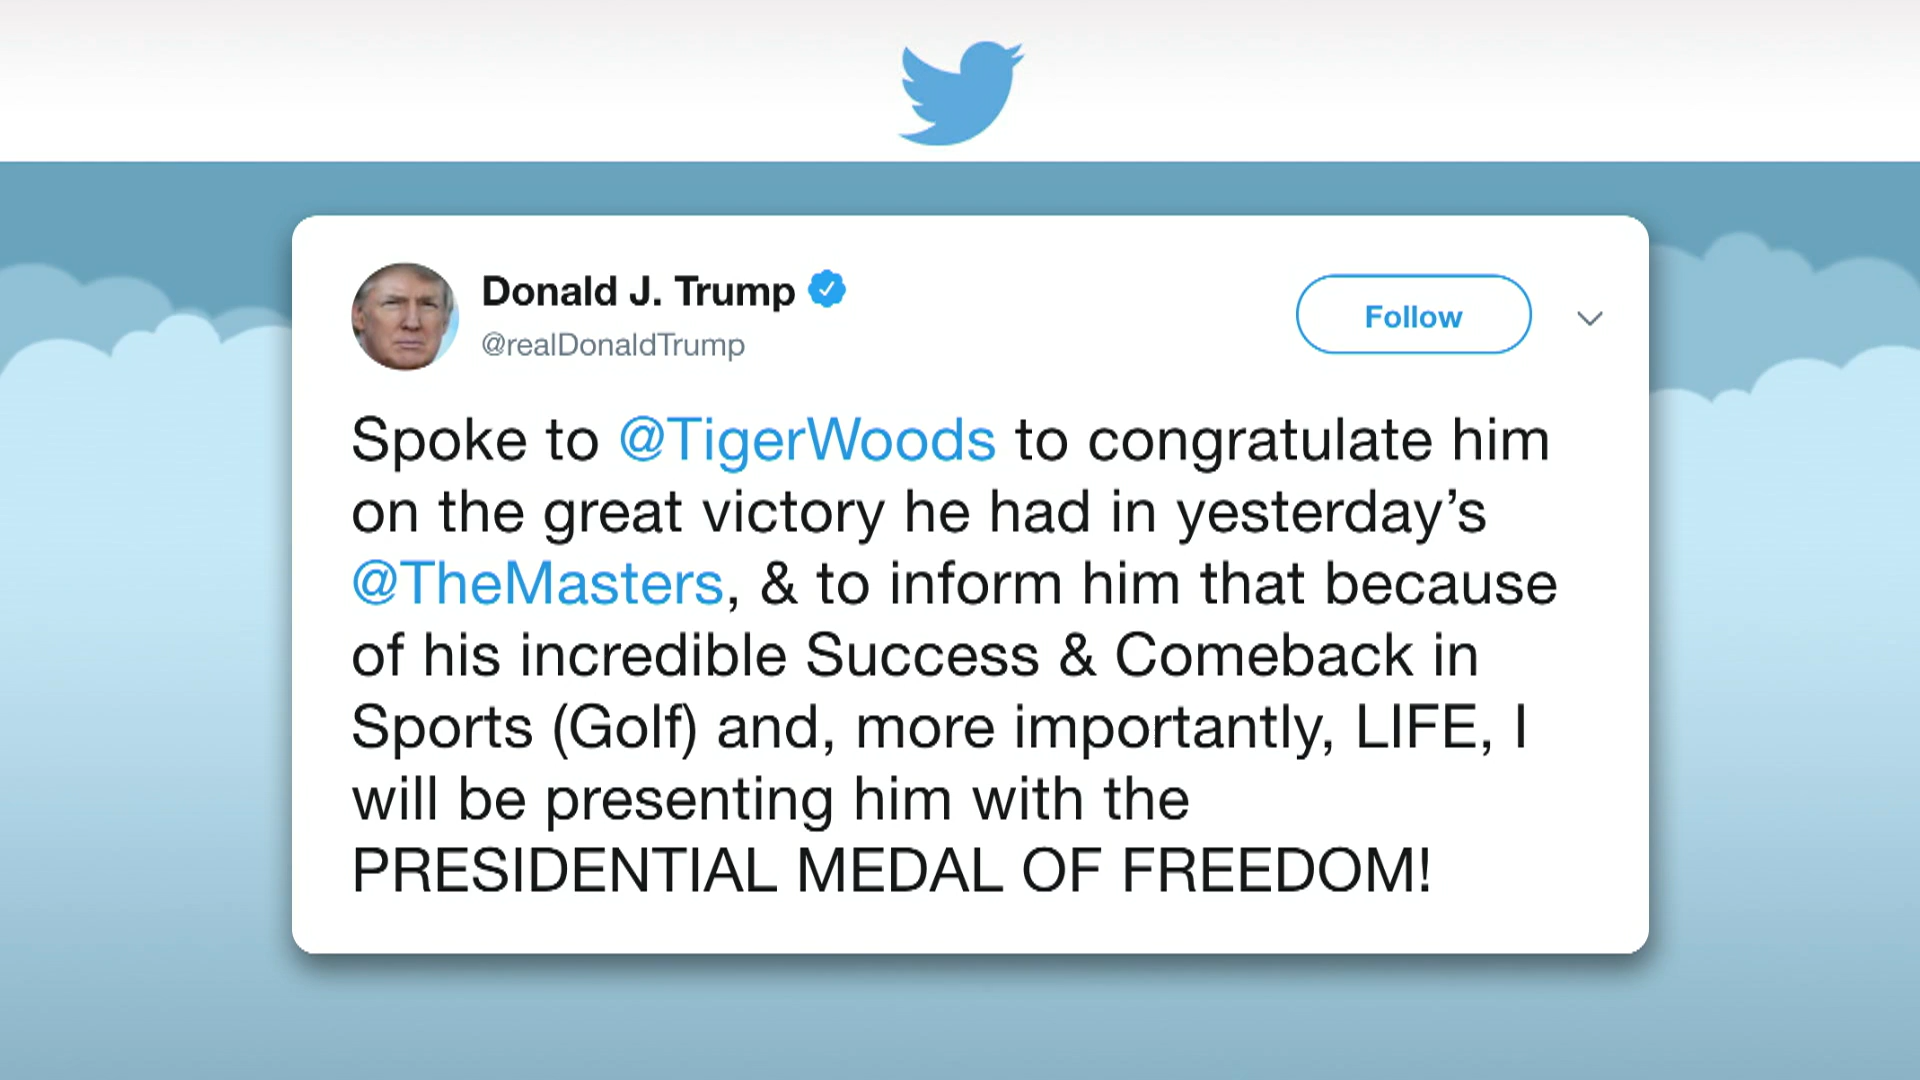 Donald J. Trump
@realDonaldTrump
Follow
Spoke to @TigerWoods to congratulate him
on the great victory he had in yesterday’s
@TheMasters, & to inform him that because
of his incredible Success & Comeback in
Sports (Golf) and, more importantly, LIFE, I
will be presenting him with the
PRESIDENTIAL MEDAL OF FREEDOM!